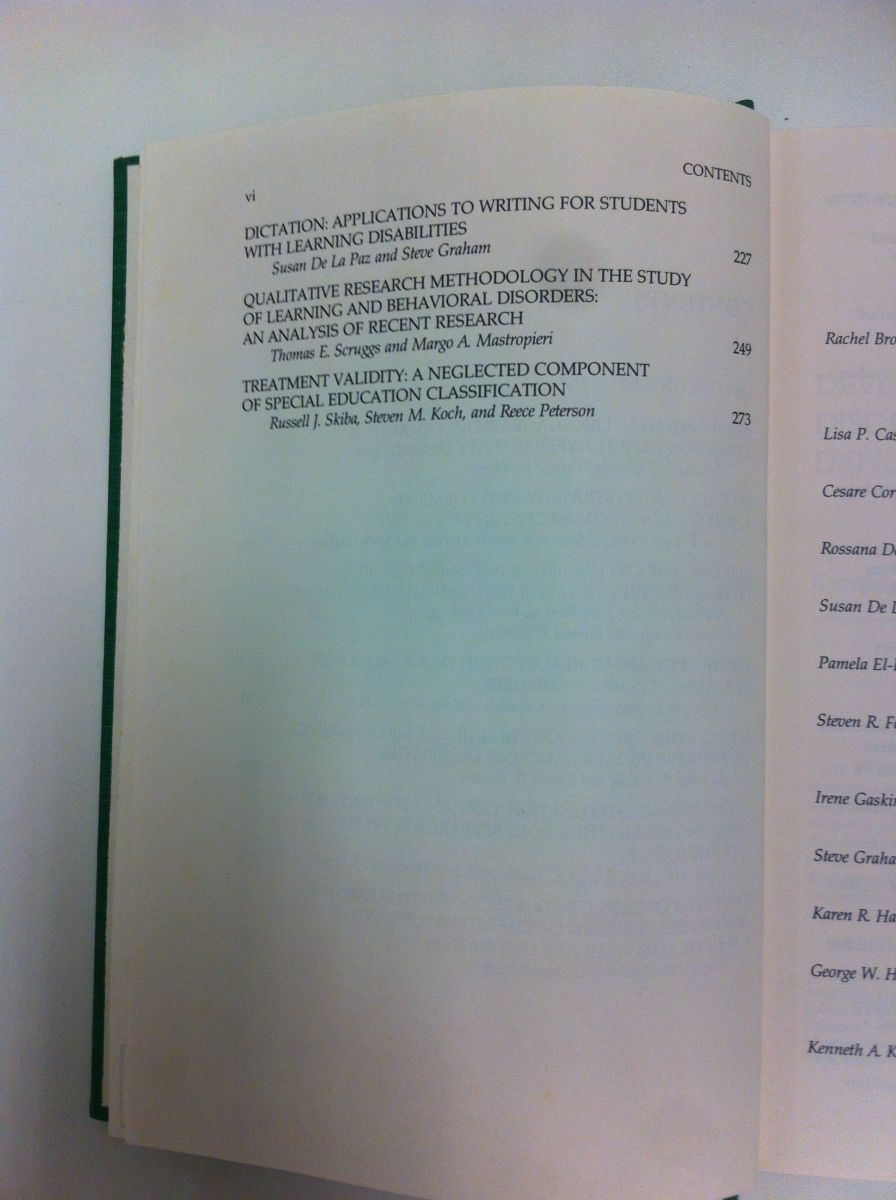 vi
CONTENTS
DICTATION: APPLICATIONS TO WRITING FOR STUDENTS
WITH LEARNING DISABILITIES
Susan De La Paz and Steve Graham
227
QUALITATIVE RESEARCH METHODOLOGY IN THE STUDY
OF LEARNING AND BEHAVIORAL DISORDERS:
AN ANALYSIS OF RECENT RESEARCH
Thomas E. Scruggs and Margo A. Mastropieri
249
TREATMENT VALIDITY: A NEGLECTED COMPONENT
OF SPECIAL EDUCATION CLASSIFICATION
Russell J. Skiba, Steven M. Koch, and Reece Peterson
273
Rachel Bro
Lisa P. Cas
Cesare Cor
Rossana D
Susan De L
Pamela El-
Steven R. F
Irene Gaskin
Steve Graha
Karen R. Ha
George W. H
Kenneth A. K